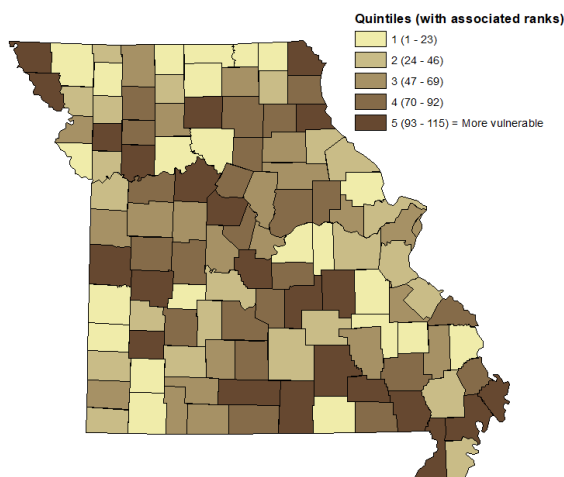 Quintiles (with associated ranks)
1 (1 - 23)
2 (24 - 46)
3 (47 - 69)
4 (70 - 92)
5 (93 - 115) = More vulnerable